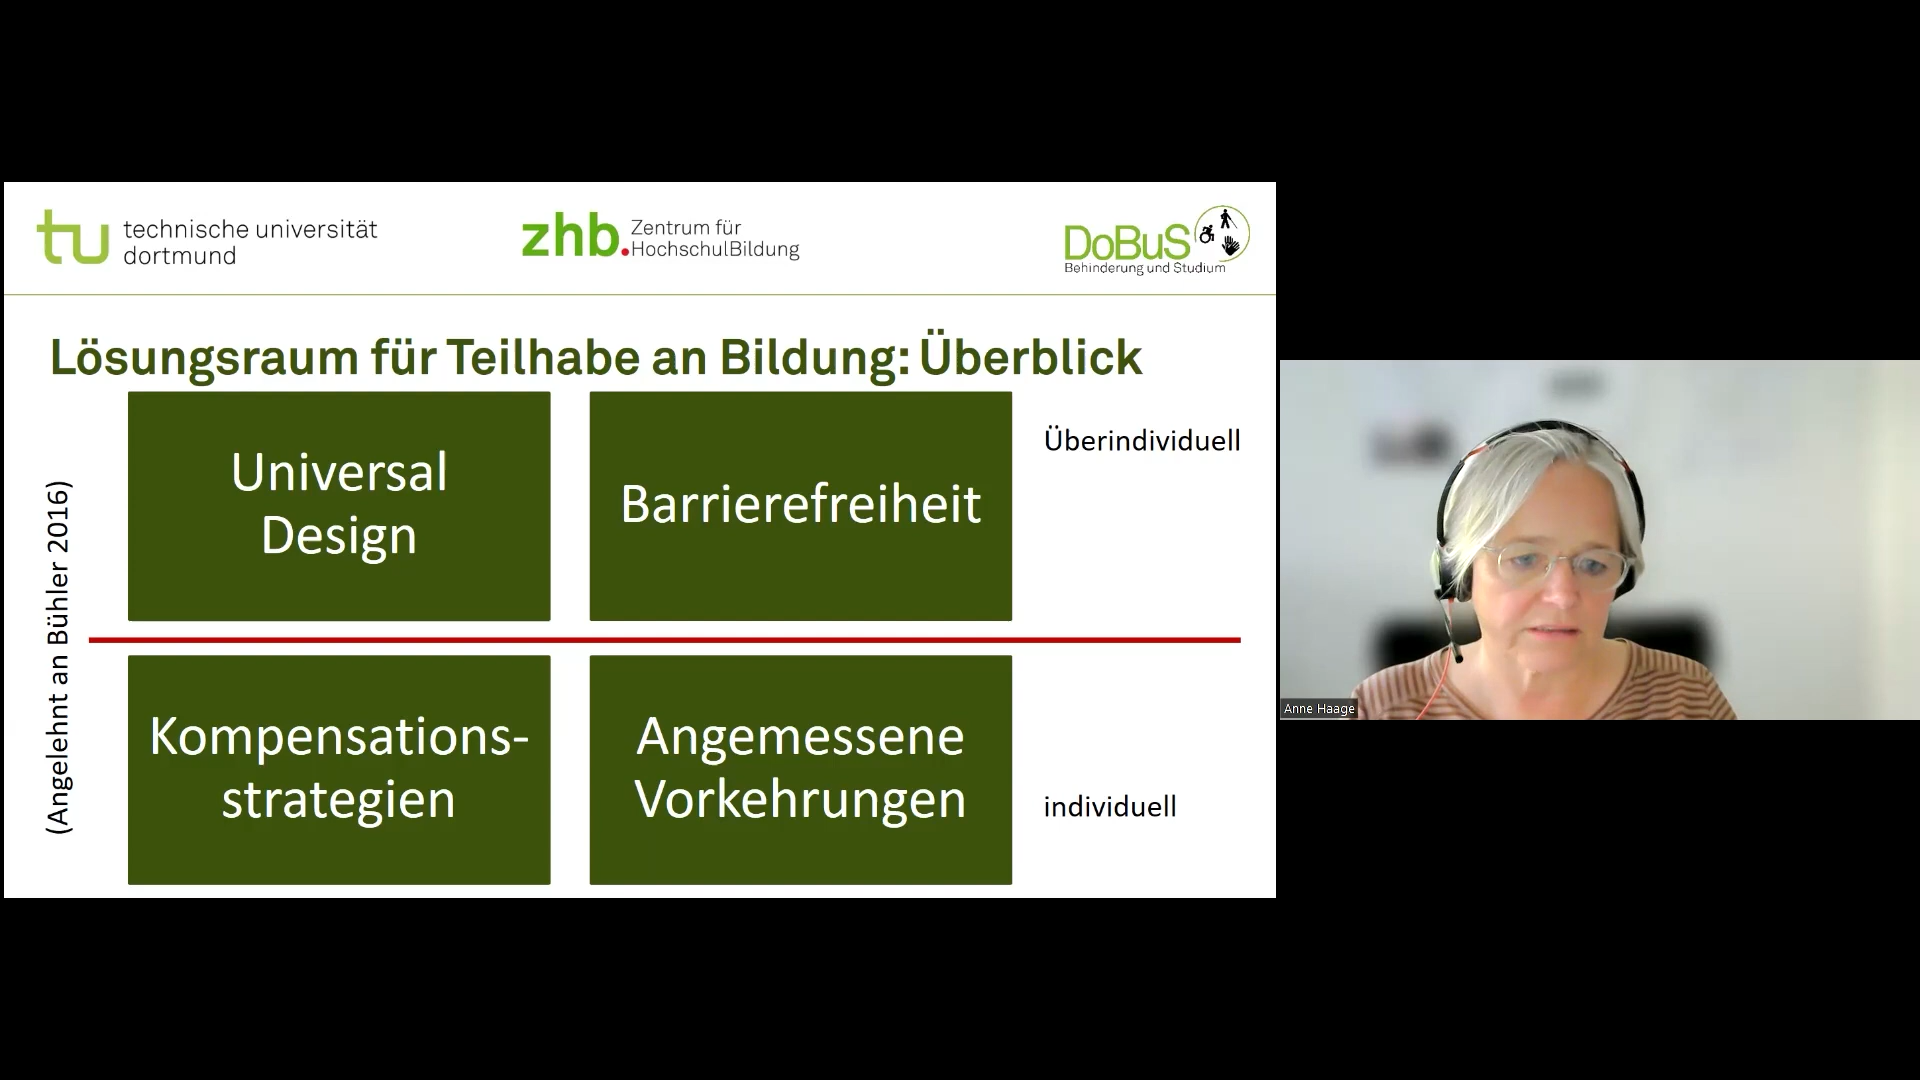 technische universität
dortmund
zhb.
Zentrum für
HochschulBildung
DoBuS
Behinderung und Studium
Lösungsraum für Teilhabe an Bildung: Überblick
Universal
Design
Barrierefreiheit
Überindividuell
(Angelehnt an Bühler 2016)
Kompensations-
strategien
Angemessene
Vorkehrungen
individuell
Anne Haage